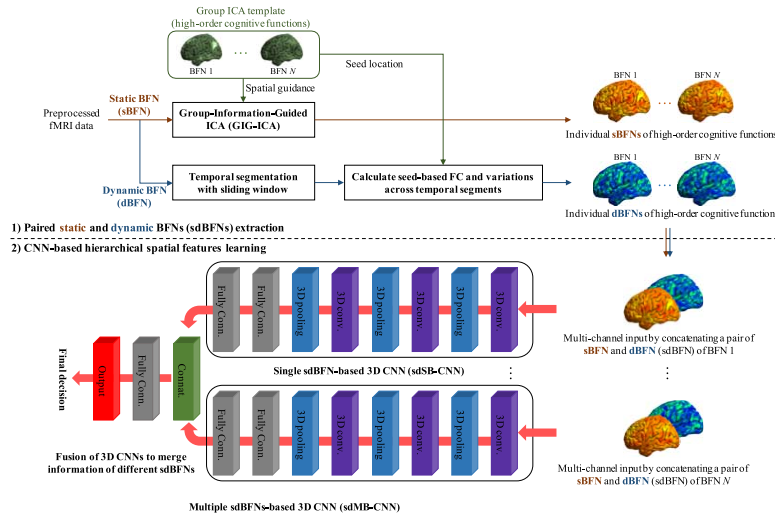 Group ICA template
(high-order cognitive functions)
BFN 1
...
BFN N
Spatial guidance
Seed location
Preprocessed
fMRI data
Static BFN
(sBFN)
Group-Information-Guided
ICA (GIG-ICA)
BFN 1
BFN N
...
Individual sBFNs of high-order cognitive functions
Dynamic BFN
(dBFN)
Temporal segmentation
with sliding window
Calculate seed-based FC and variations
across temporal segments
BFN 1
BFN N
...
Individual dBFNs of high-order cognitive function
1) Paired static and dynamic BFNs (sdBFNs) extraction
2) CNN-based hierarchical spatial features learning
Fully Conn.
Fully Conn.
3D pooling
3D conv.
3D pooling
3D conv.
3D pooling
3D conv.
Single sdBFN-based 3D CNN (sdSB-CNN)
Multi-channel input by concatenating a pair of
sBFN and dBFN (sdBFN) of BFN 1
...
...
Final decision
Output
Fully Conn.
Connat.
Fusion of 3D CNNs to merge
information of different sdBFNs
Fully Conn.
Fully Conn.
3D pooling
3D conv.
3D pooling
3D conv.
3D pooling
3D conv.
Multi-channel input by concatenating a pair of
sBFN and dBFN (sdBFN) of BFN N
Multiple sdBFNs-based 3D CNN (sdMB-CNN)